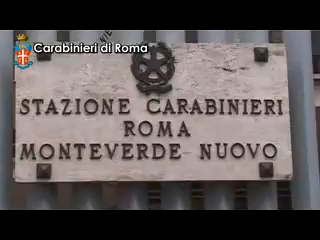 Carabinieri di Roma
STAZIONE CARABINIERI
ROMA
MONTEVERDE NUOVO